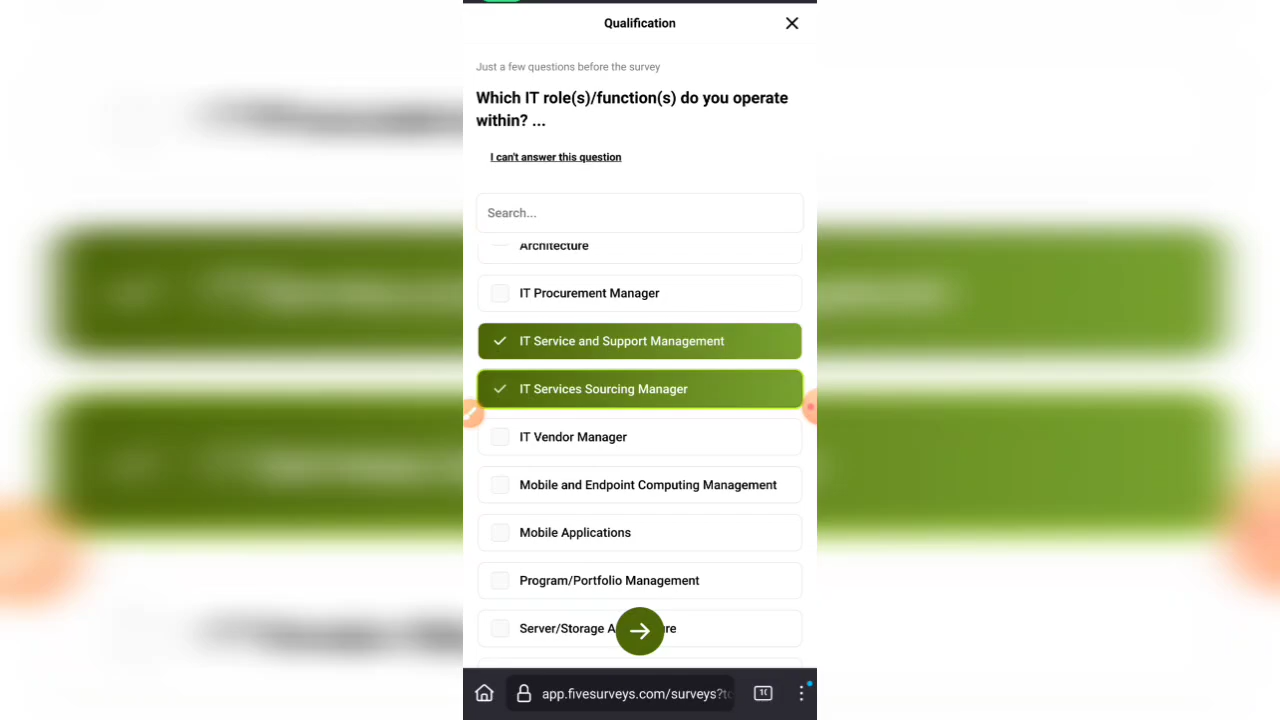 Qualification
Just a few questions before the survey
Which IT role(s)/function(s) do you operate
within? ...
I can't answer this question
Search...
Architecture
IT Procurement Manager
IT Service and Support Management
IT Services Sourcing Manager
IT Vendor Manager
Mobile and Endpoint Computing Management
Mobile Applications
Program/Portfolio Management
Server/Storage A
re
app.fivesurveys.com/surveys?